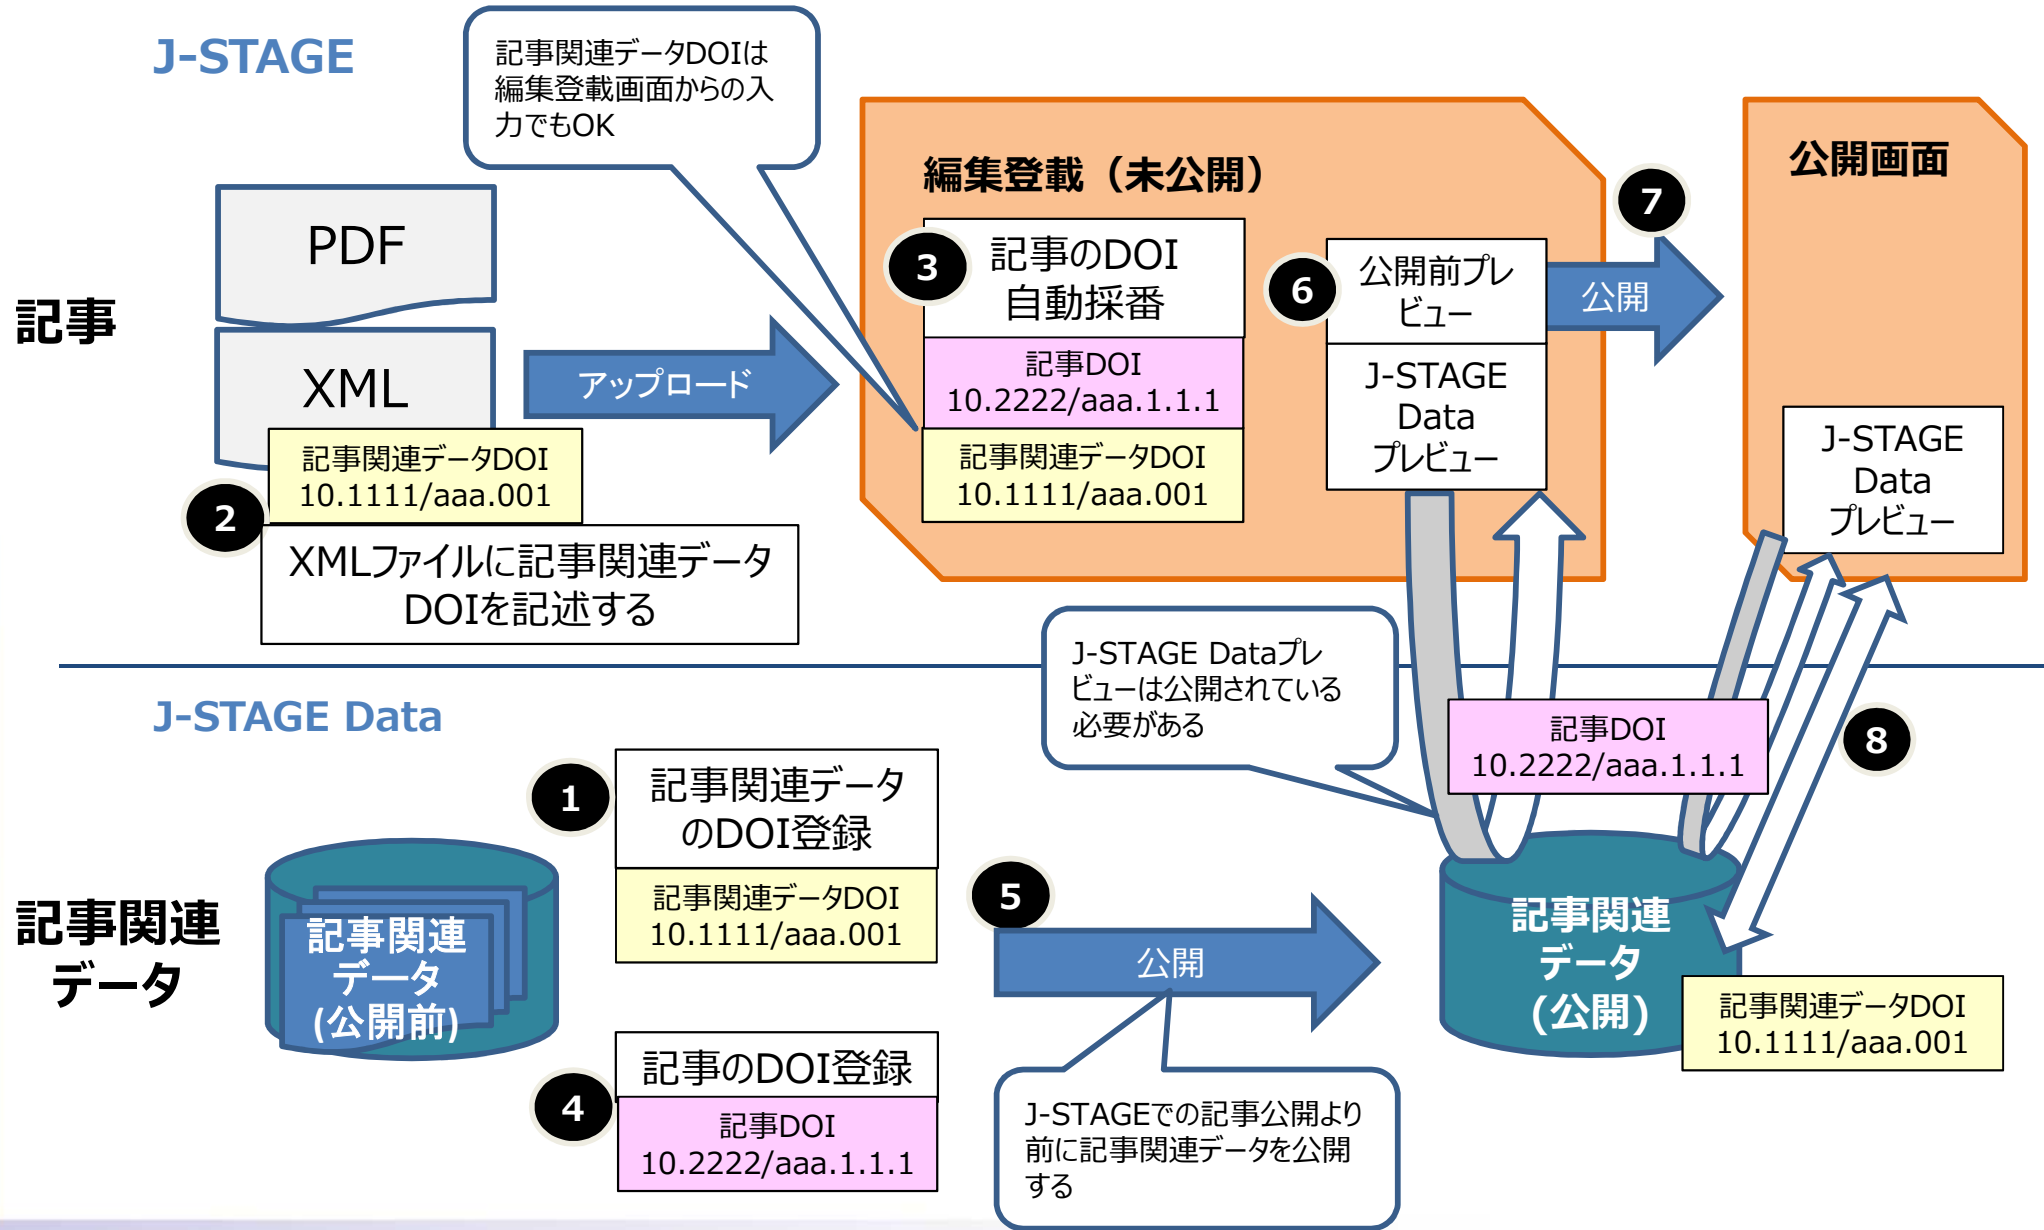 J-STAGE
記事関連データDOIは
編集登載画面からの入
力でもOK
編集登載（未公開）
公開画面
7
記事
PDF
XML
記事関連データDOI
10.1111/aaa.001
2
XMLファイルに記事関連データ
DOIを記述する
アップロード
3
記事のDOI
自動採番
記事DOI
10.2222/aaa.1.1.1
記事関連データDOI
10.1111/aaa.001
6
公開前プレ
ビュー
J-STAGE
Data
プレビュー
公開
J-STAGE
Data
プレビュー
J-STAGE Dataプレ
ビューは公開されている
必要がある
J-STAGE Data
記事DOI
10.2222/aaa.1.1.1
8
1
記事関連データ
のDOI登録
記事関連データDOI
10.1111/aaa.001
記事関連
データ
記事関連
データ
(公開前)
4
記事のDOI登録
記事DOI
10.2222/aaa.1.1.1
5
公開
J-STAGEでの記事公開より
前に記事関連データを公開
する
記事関連
データ
(公開)
記事関連データDOI
10.1111/aaa.001